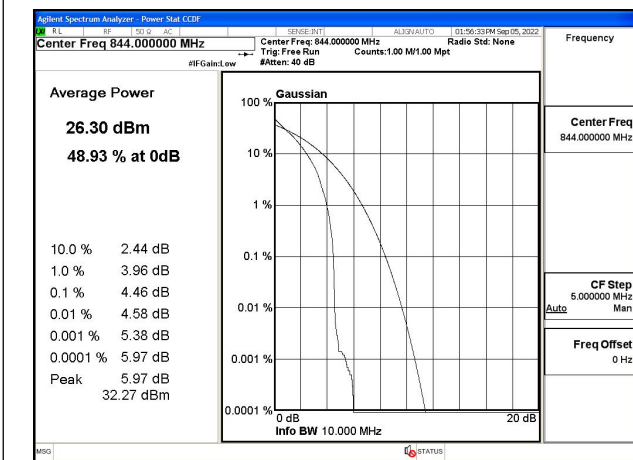 Agilent Spectrum Analyzer - Power Stat CCDF
LXI RL RF 50 Ω AC SENSE:INT ALIGN AUTO 01:56:33 PM Sep 05, 2022
Center Freq 844.000000 MHz
Center Freq: 844.000000 MHz Radio Std: None
Trig: Free Run Counts:1.00 M/1.00 Mpt
#IFGain:Low #Atten: 40 dB
Frequency
Average Power
26.30 dBm
48.93 % at 0dB
10.0 % 2.44 dB
1.0 % 3.96 dB
0.1 % 4.46 dB
0.01 % 4.58 dB
0.001 % 5.38 dB
0.0001 % 5.97 dB
Peak 5.97 dB
32.27 dBm
Gaussian
100 %
10 %
1 %
0.1 %
0.01 %
0.001 %
0.0001 %
0 dB 20 dB
Info BW 10.000 MHz
Center Freq
844.000000 MHz
CF Step
5.000000 MHz
Auto Man
Freq Offset
0 Hz
MSG STATUS